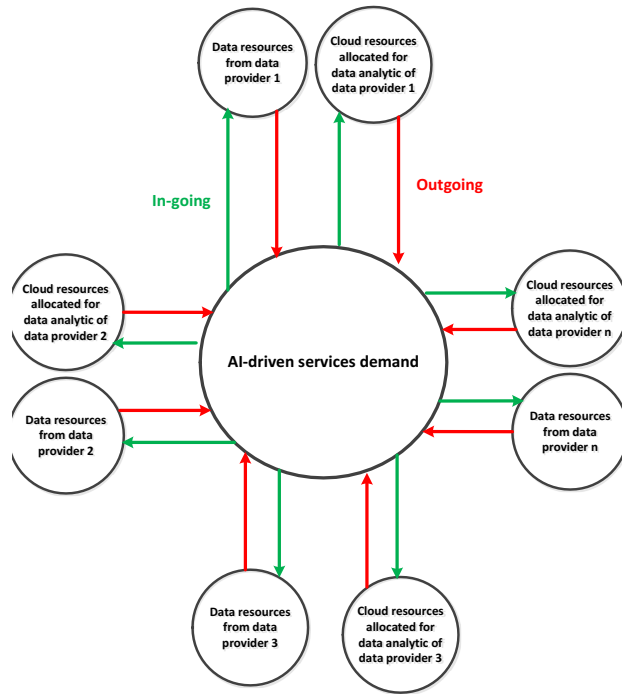 Data resources
from data
provider 1
Cloud resources
allocated for
data analytic of
data provider 1
In-going
Outgoing
Cloud resources
allocated for
data analytic of
data provider 2
Cloud resources
allocated for
data analytic of
data provider n
AI-driven services demand
Data resources
from data
provider 2
Data resources
from data
provider n
Data resources
from data
provider 3
Cloud resources
allocated for
data analytic of
data provider 3